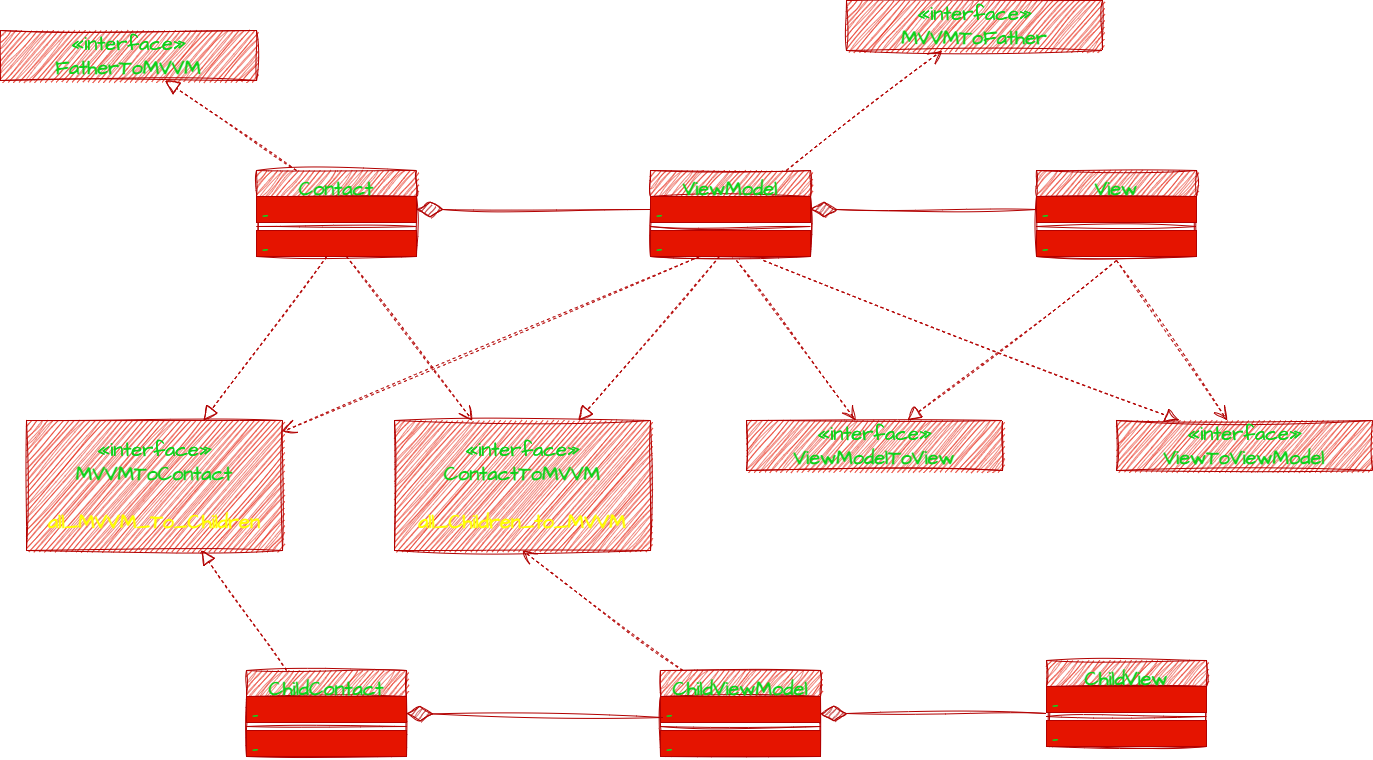 «interface»
MVVMToFather
«interface»
FatherToMVVM
Contact
-
-
ViewModel
-
-
View
-
-
«interface»
MVVMToContact
all_MVVM_To_Children
«interface»
ContactToMVVM
all_Children_to_MVVM
«interface»
ViewModelToView
«interface»
ViewToViewModel
ChildContact
-
-
ChildViewModel
-
-
ChildView
-
-